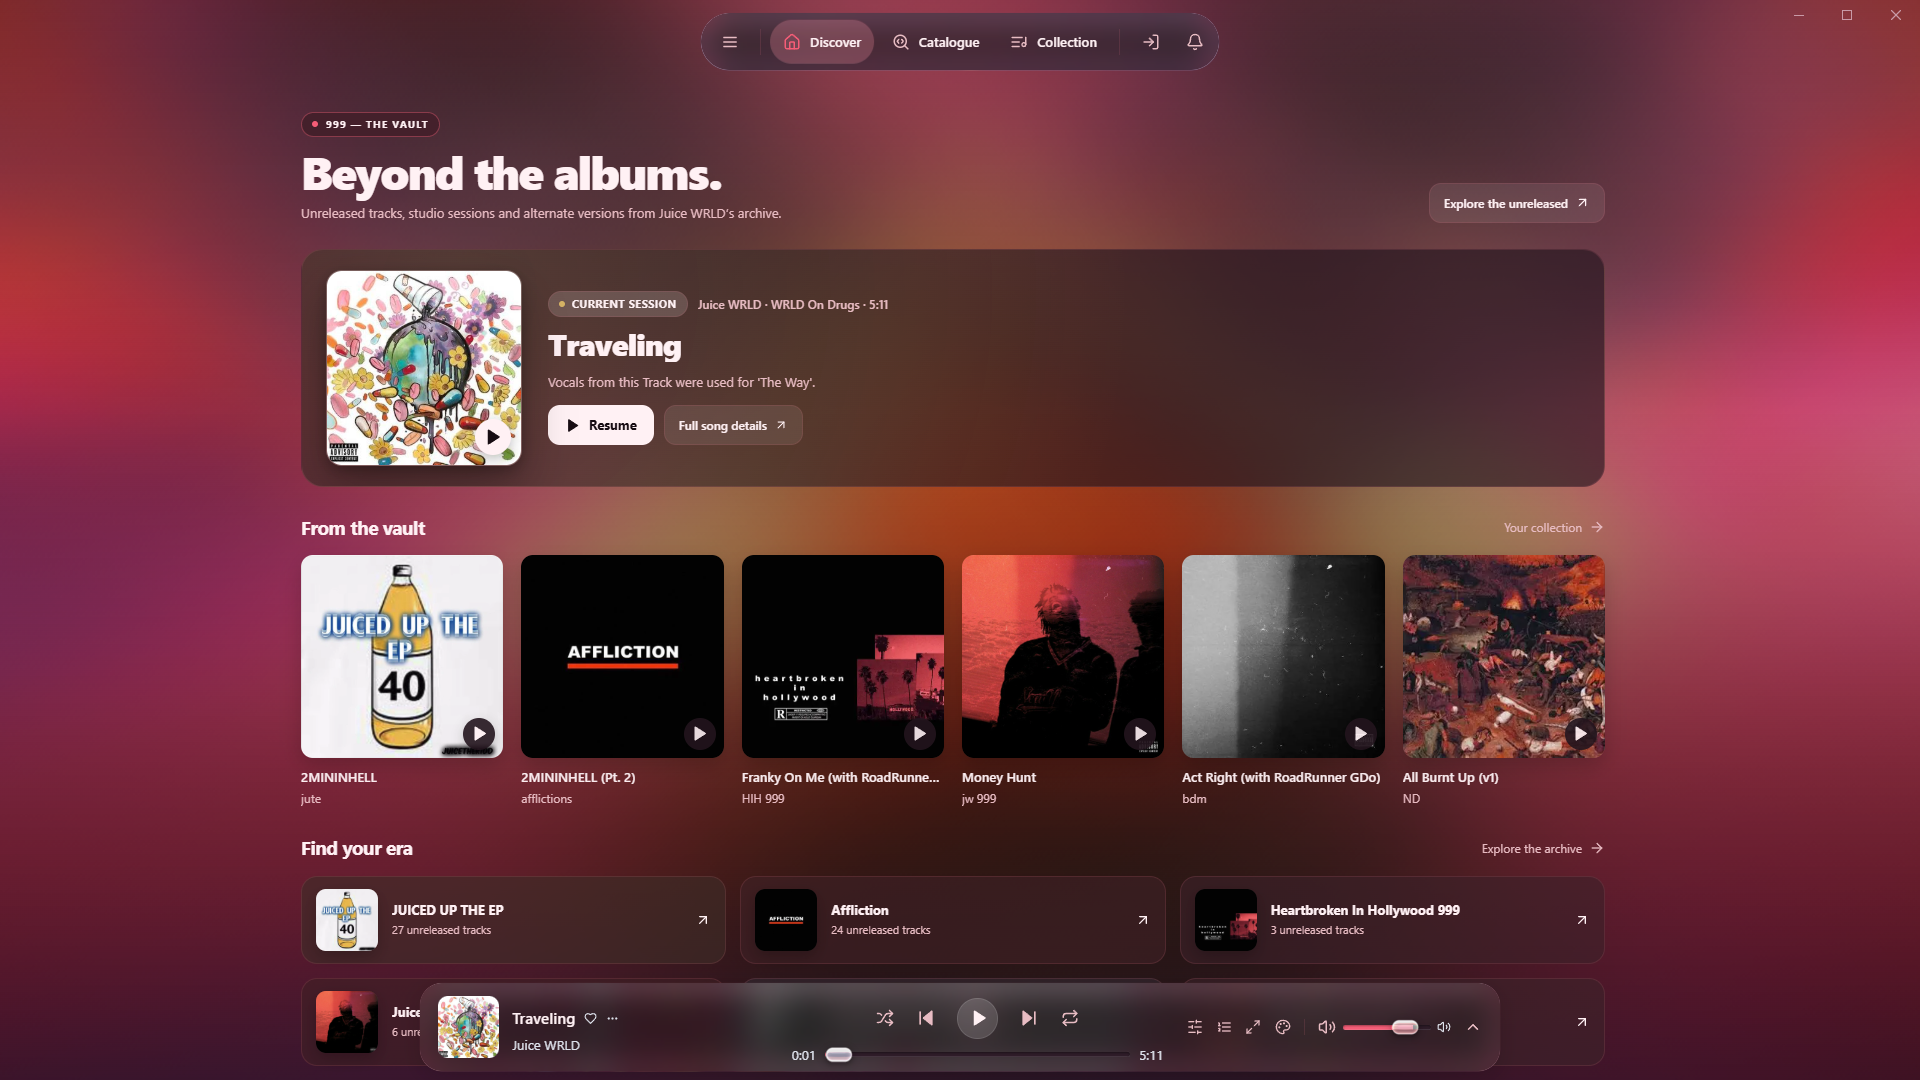 Discover
Catalogue
Collection
999 — THE VAULT
Beyond the albums.
Unreleased tracks, studio sessions and alternate versions from Juice WRLD's archive.
Explore the unreleased
CURRENT SESSION
Juice WRLD · WRLD On Drugs · 5:11
Traveling
Vocals from this Track were used for 'The Way'.
Resume
Full song details
From the vault
Your collection
JUICED UP THE
EP
40
AFFLICTION
heartbroken
in
hollywood
R
2MININHELL
jute
2MININHELL (Pt. 2)
afflictions
Franky On Me (with RoadRunne...
HIH 999
Money Hunt
jw 999
Act Right (with RoadRunner GDo)
bdm
All Burnt Up (v1)
ND
Find your era
Explore the archive
JUICED UP THE
EP
40
JUICED UP THE EP
27 unreleased tracks
AFFLICTION
Affliction
24 unreleased tracks
Heartbroken In Hollywood 999
3 unreleased tracks
Juice
6 unre
Traveling
Juice WRLD
0:01
5:11